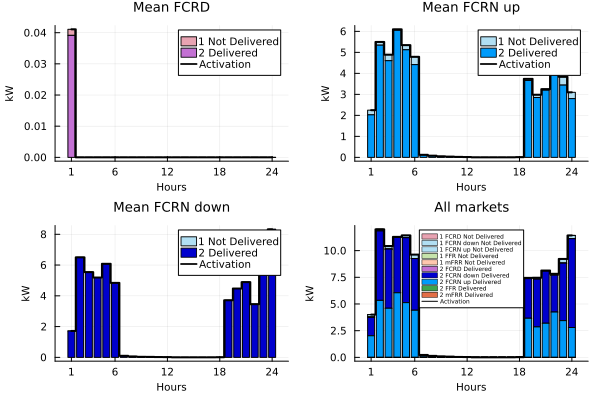 Mean FCRD
kW
0.04
0.03
0.02
0.01
0.00
1 Not Delivered
2 Delivered
Activation
1 6 12 18 24
Hours
Mean FCRN up
kW
6
5
4
3
2
1
0
1 Not Delivered
2 Delivered
Activation
1 6 12 18 24
Hours
Mean FCRN down
kW
8
6
4
2
0
1 Not Delivered
2 Delivered
Activation
1 6 12 18 24
Hours
All markets
kW
10.0
7.5
5.0
2.5
0.0
1 FCRD Not Delivered
1 FCRN down Not Delivered
1 FCRN up Not Delivered
1 FFR Not Delivered
1 mFRR Not Delivered
2 FCRD Delivered
2 FCRN down Delivered
2 FCRN up Delivered
2 FFR Delivered
2 mFRR Delivered
Activation
1 6 12 18 24
Hours